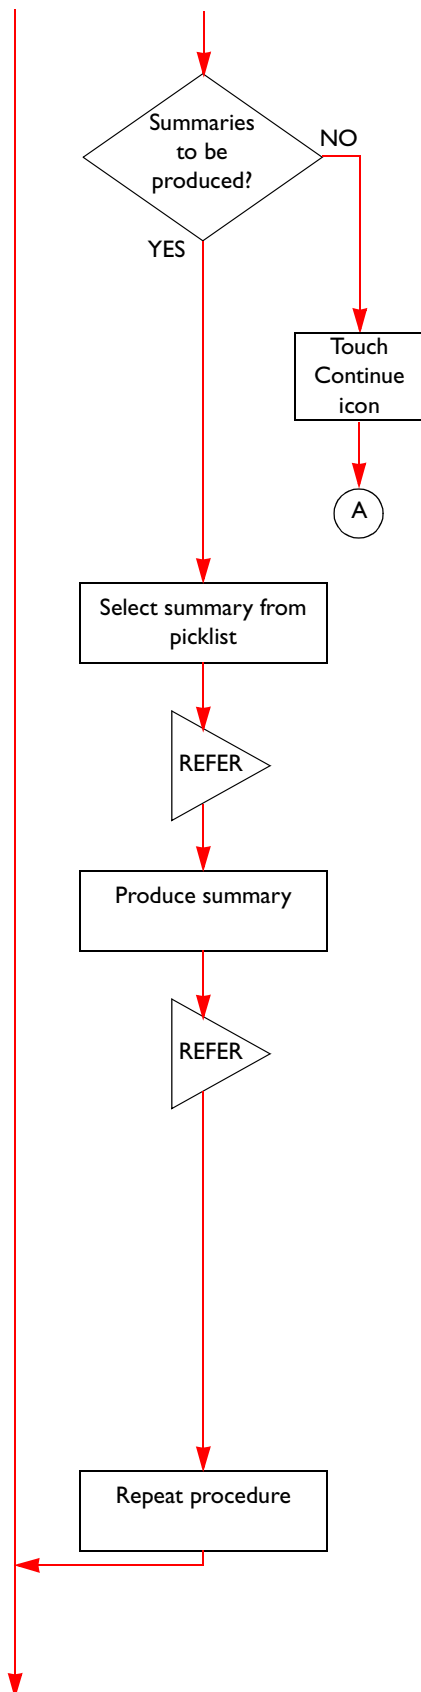 Summaries
to be
produced?
NO
YES
Touch
Continue
icon
A
Select summary from
picklist
REFER
Produce summary
REFER
Repeat procedure